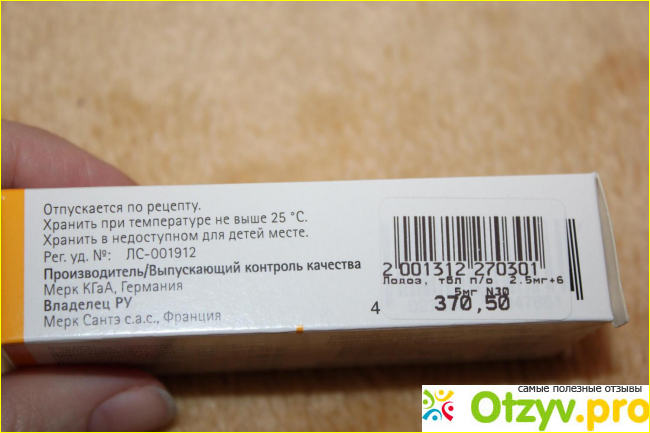 Отпускается по рецепту.
Хранить при температуре не выше 25 °C.
Хранить в недоступном для детей месте.
Рег. уд. №: ЛС-001912
Производитель/Выпускающий контроль качества
Мерк КГаА, Германия
Владелец РУ
Мерк Сантэ с.а.с., Франция
2 001312 270301
Лодоз, тбл п/о 2.5мг+6
.5мг N30
4
370,50
самые полезные отзывы
Otzyv.pro